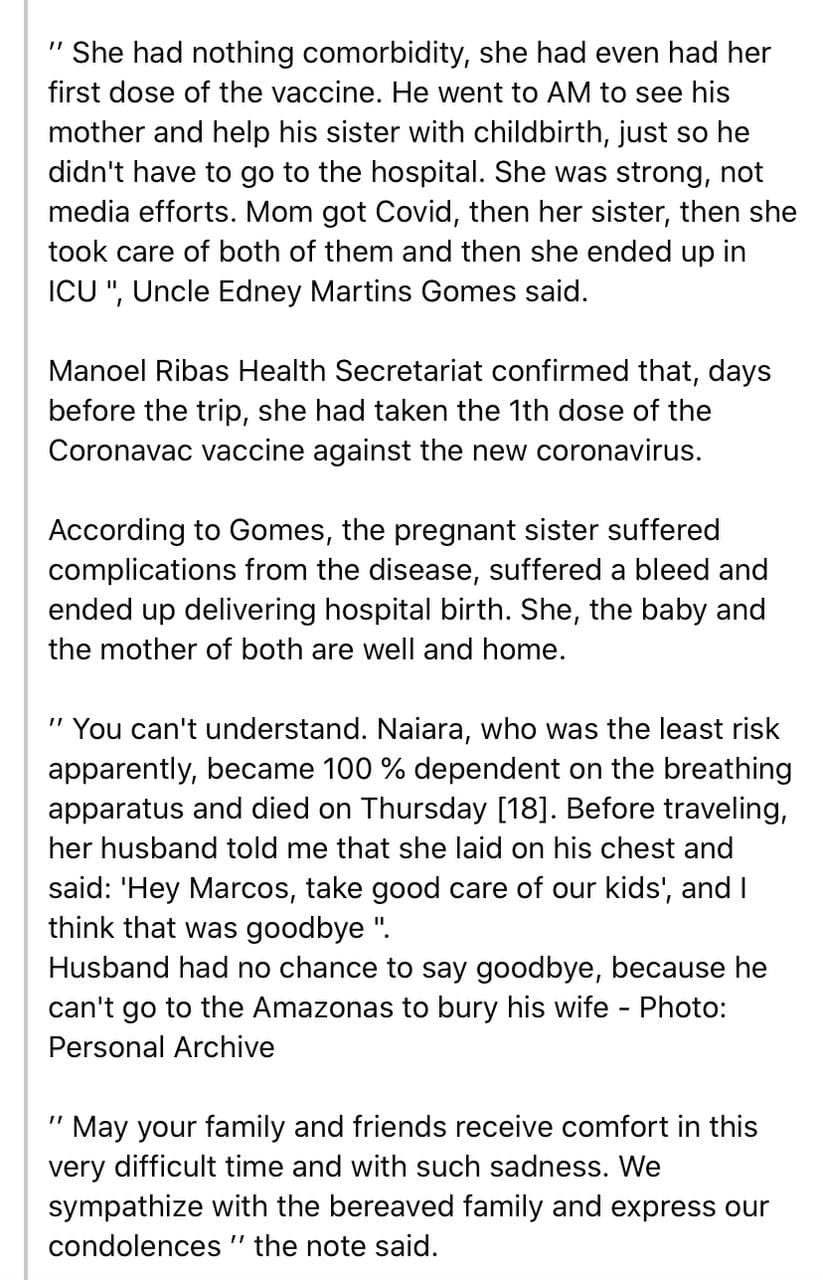 ″ She had nothing comorbidity, she had even had her
first dose of the vaccine. He went to AM to see his
mother and help his sister with childbirth, just so he
didn't have to go to the hospital. She was strong, not
media efforts. Mom got Covid, then her sister, then she
took care of both of them and then she ended up in
ICU ", Uncle Edney Martins Gomes said.
Manoel Ribas Health Secretariat confirmed that, days
before the trip, she had taken the 1th dose of the
Coronavac vaccine against the new coronavirus.
According to Gomes, the pregnant sister suffered
complications from the disease, suffered a bleed and
ended up delivering hospital birth. She, the baby and
the mother of both are well and home.
″ You can't understand. Naiara, who was the least risk
apparently, became 100 % dependent on the breathing
apparatus and died on Thursday [18]. Before traveling,
her husband told me that she laid on his chest and
said: 'Hey Marcos, take good care of our kids', and I
think that was goodbye ".
Husband had no chance to say goodbye, because he
can't go to the Amazonas to bury his wife - Photo:
Personal Archive
″ May your family and friends receive comfort in this
very difficult time and with such sadness. We
sympathize with the bereaved family and express our
condolences ″ the note said.